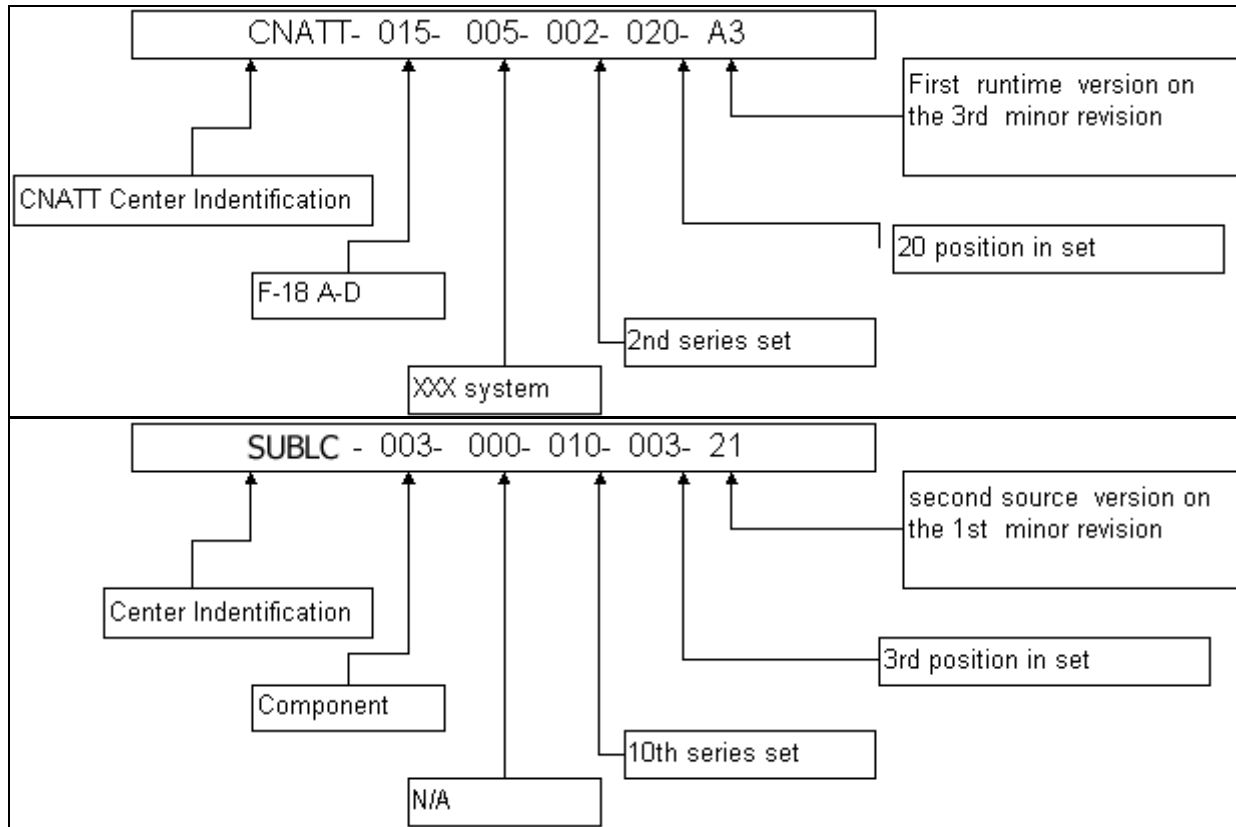 CNATT- 015- 005- 002- 020- A3
First runtime version on
the 3rd minor revision
CNATT Center Indentification
20 position in set
F-18 A-D
2nd series set
XXX system
SUBLC - 003- 000- 010- 003- 21
second source version on
the 1st minor revision
Center Indentification
3rd position in set
Component
10th series set
N/A